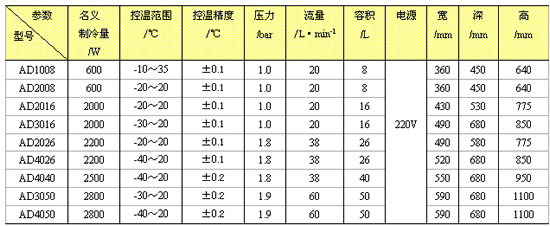 参数 名义 控温范围 控温精度 压力 流量 容积 电源 宽 深 高
型号 制冷量 /℃ /℃ /bar /L·min-1 /L /mm /mm /mm
/W
AD1008 600 -10～35 ±0.1 1.0 20 8 220V 360 450 640
AD2008 600 -20～20 ±0.1 1.0 20 8 360 450 640
AD2016 2000 -20～20 ±0.1 1.0 20 16 430 530 775
AD3016 2000 -30～20 ±0.1 1.0 20 16 490 680 850
AD2026 2200 -20～20 ±0.1 1.8 38 26 490 580 775
AD4026 2200 -40～20 ±0.1 1.8 38 26 520 680 850
AD4040 2500 -40～20 ±0.2 1.8 38 40 550 680 950
AD3050 2800 -30～20 ±0.2 1.9 60 50 590 680 1100
AD4050 2800 -40～20 ±0.2 1.9 60 50 590 680 1100